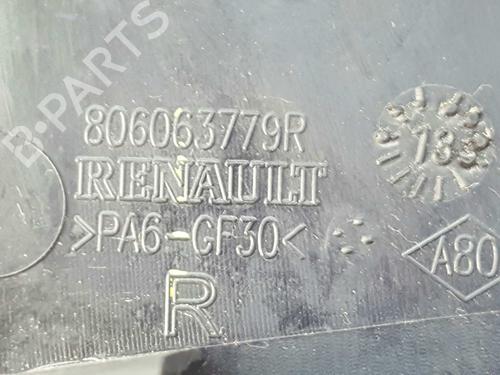 B-PARTS
806063779R
RENAULT
>PA6-GF30<
R
18
A80